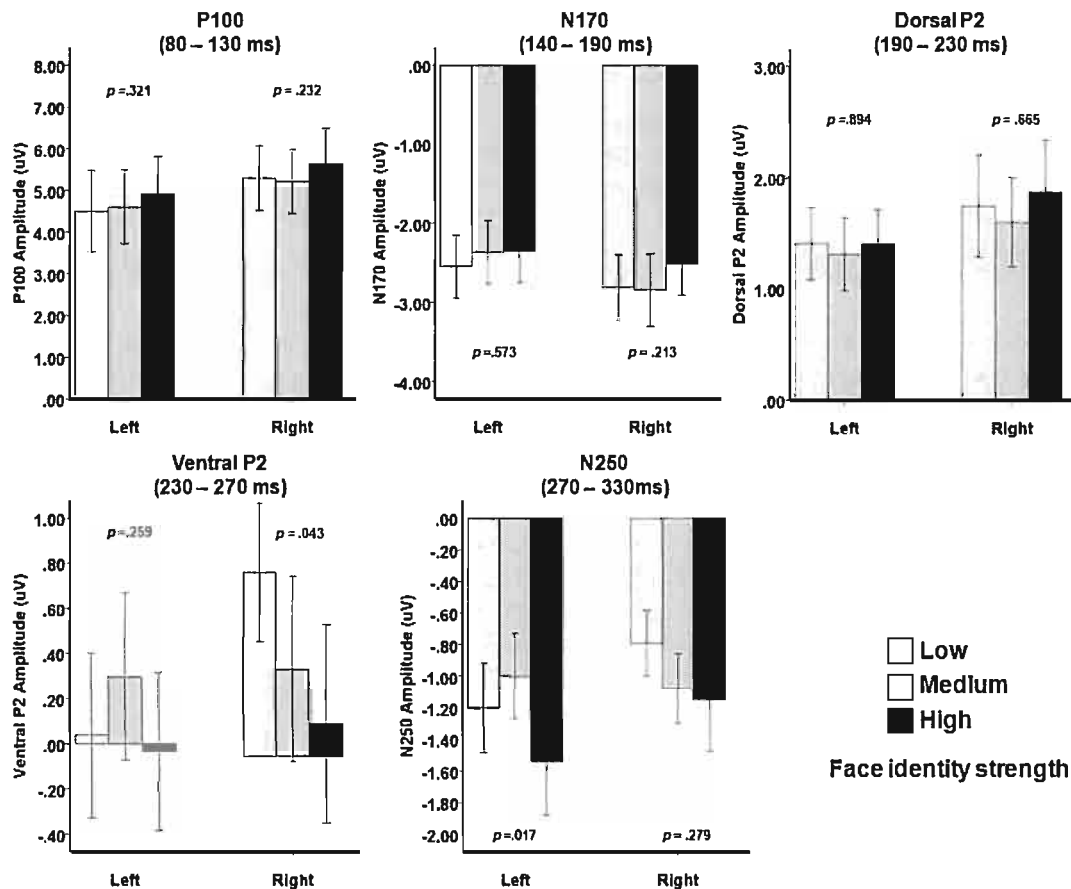 P100
(80 – 130 ms)
8.00
7.00
6.00
5.00
4.00
3.00
2.00
1.00
.00
P100 Amplitude (uV)
p =.321
p = .232
Left
Right
N170
(140 – 190 ms)
.00
-1.00
-2.00
-3.00
-4.00
N170 Amplitude (uV)
p =.573
p = .213
Left
Right
Dorsal P2
(190 – 230 ms)
3.00
2.00
1.00
.00
Dorsal P2 Amplitude (uV)
p =.894
p = .665
Left
Right
Ventral P2
(230 – 270 ms)
1.00
.80
.60
.40
.20
.00
-.20
-.40
Ventral P2 Amplitude (uV)
p =.259
p = .043
Left
Right
N250
(270 – 330ms)
.00
-.20
-.40
-.60
-.80
-1.00
-1.20
-1.40
-1.60
-1.80
-2.00
N250 Amplitude (uV)
p =.017
p = .279
Left
Right
Low
Medium
High
Face identity strength